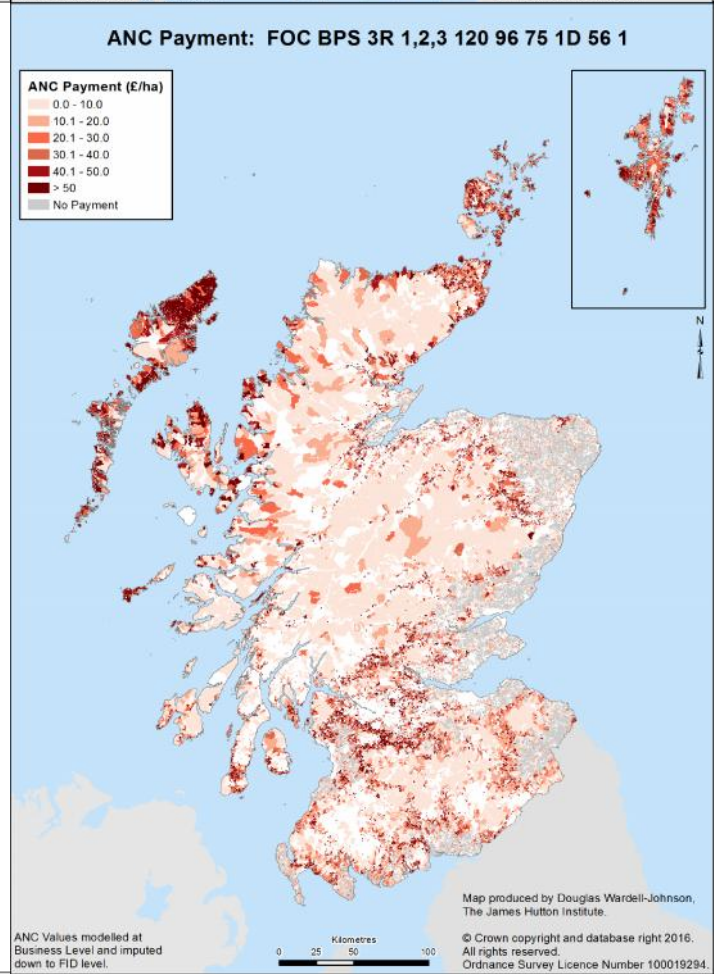 ANC Payment: FOC BPS 3R 1,2,3 120 96 75 1D 56 1
ANC Payment (£/ha)
0.0 - 10.0
10.1 - 20.0
20.1 - 30.0
30.1 - 40.0
40.1 - 50.0
> 50
No Payment
N
Map produced by Douglas Wardell-Johnson,
The James Hutton Institute.
ANC Values modelled at
Business Level and imputed
down to FID level.
Kilometres
0 25 50 100
© Crown copyright and database right 2016.
All rights reserved.
Ordnance Survey Licence Number 100019294.